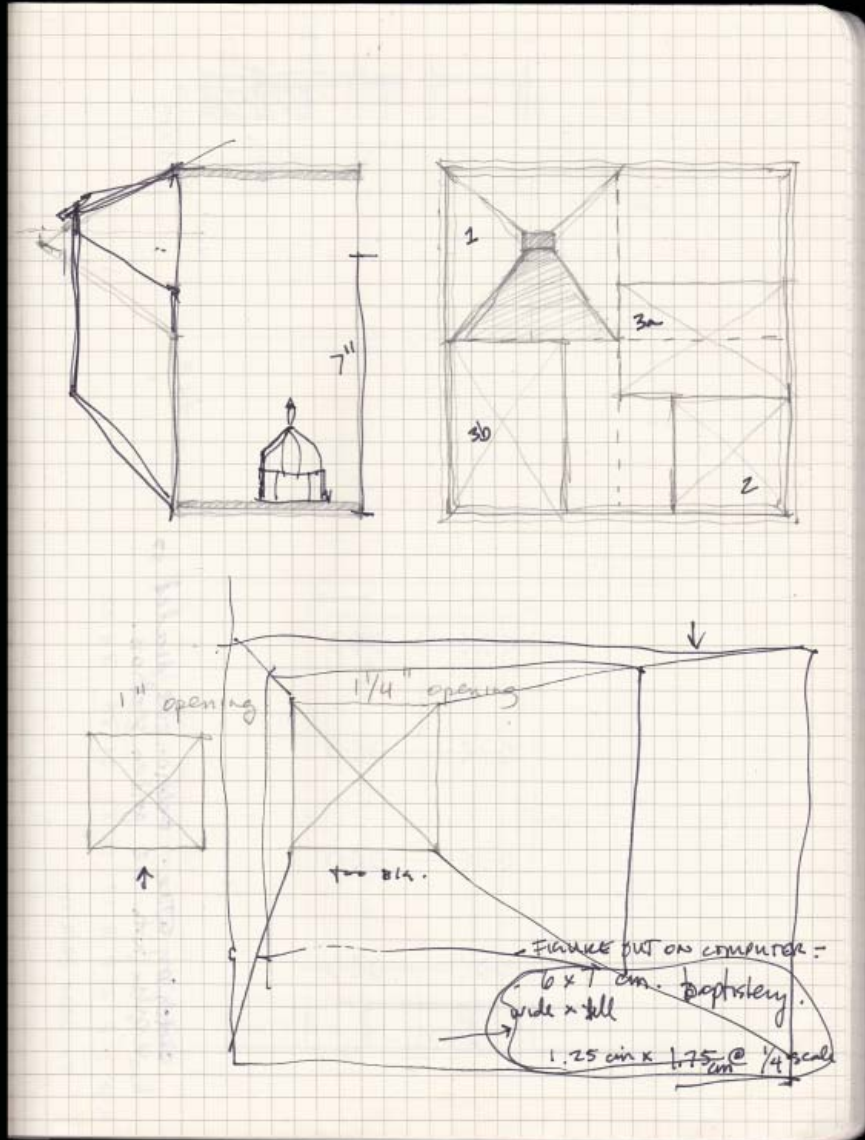 1
3a
7"
3b
2
1" opening
1 1/4" opening
too big.
- FIGURE OUT ON COMPUTER -
6 x 7 cm. baptistery.
wide x tall
1.25 cm x 1.75 cm @ 1/4 scale